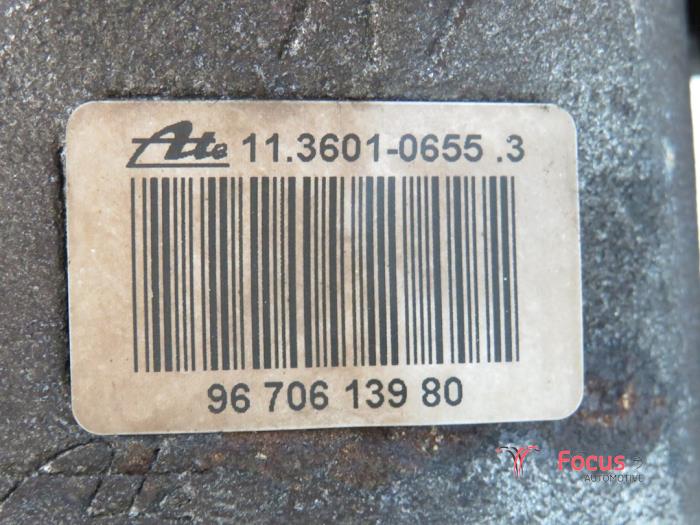 Ate 11.3601-0655 .3
96 706 139 80
Focus
AUTOMOTIVE